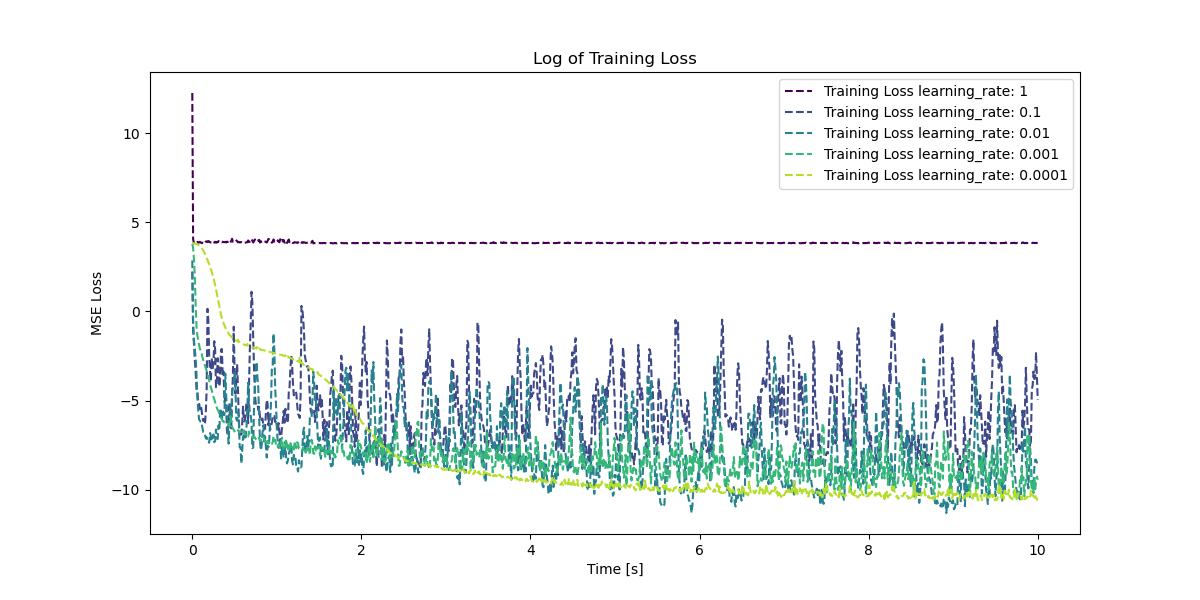 Log of Training Loss
Training Loss learning_rate: 1
Training Loss learning_rate: 0.1
Training Loss learning_rate: 0.01
Training Loss learning_rate: 0.001
Training Loss learning_rate: 0.0001
MSE Loss
10
5
0
−5
−10
0 2 4 6 8 10
Time [s]